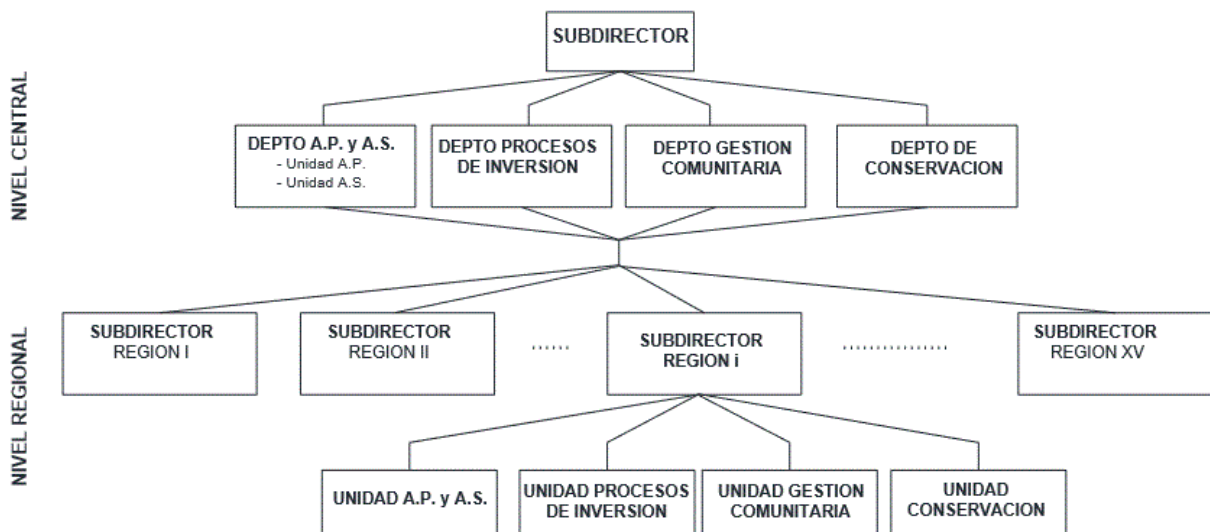 SUBDIRECTOR
NIVEL CENTRAL
DEPTO A.P. y A.S.
- Unidad A.P.
- Unidad A.S.
DEPTO PROCESOS
DE INVERSION
DEPTO GESTION
COMUNITARIA
DEPTO DE
CONSERVACION
NIVEL REGIONAL
SUBDIRECTOR
REGION I
SUBDIRECTOR
REGION II
......
SUBDIRECTOR
REGION i
................
SUBDIRECTOR
REGION XV
UNIDAD A.P. y A.S.
UNIDAD PROCESOS
DE INVERSION
UNIDAD GESTION
COMUNITARIA
UNIDAD
CONSERVACION